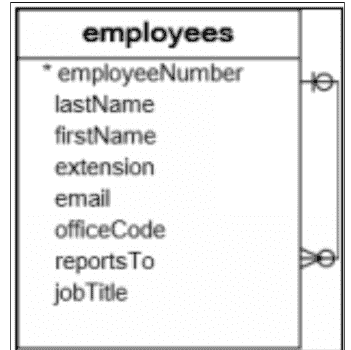 employees
* employeeNumber
lastName
firstName
extension
email
officeCode
reportsTo
jobTitle